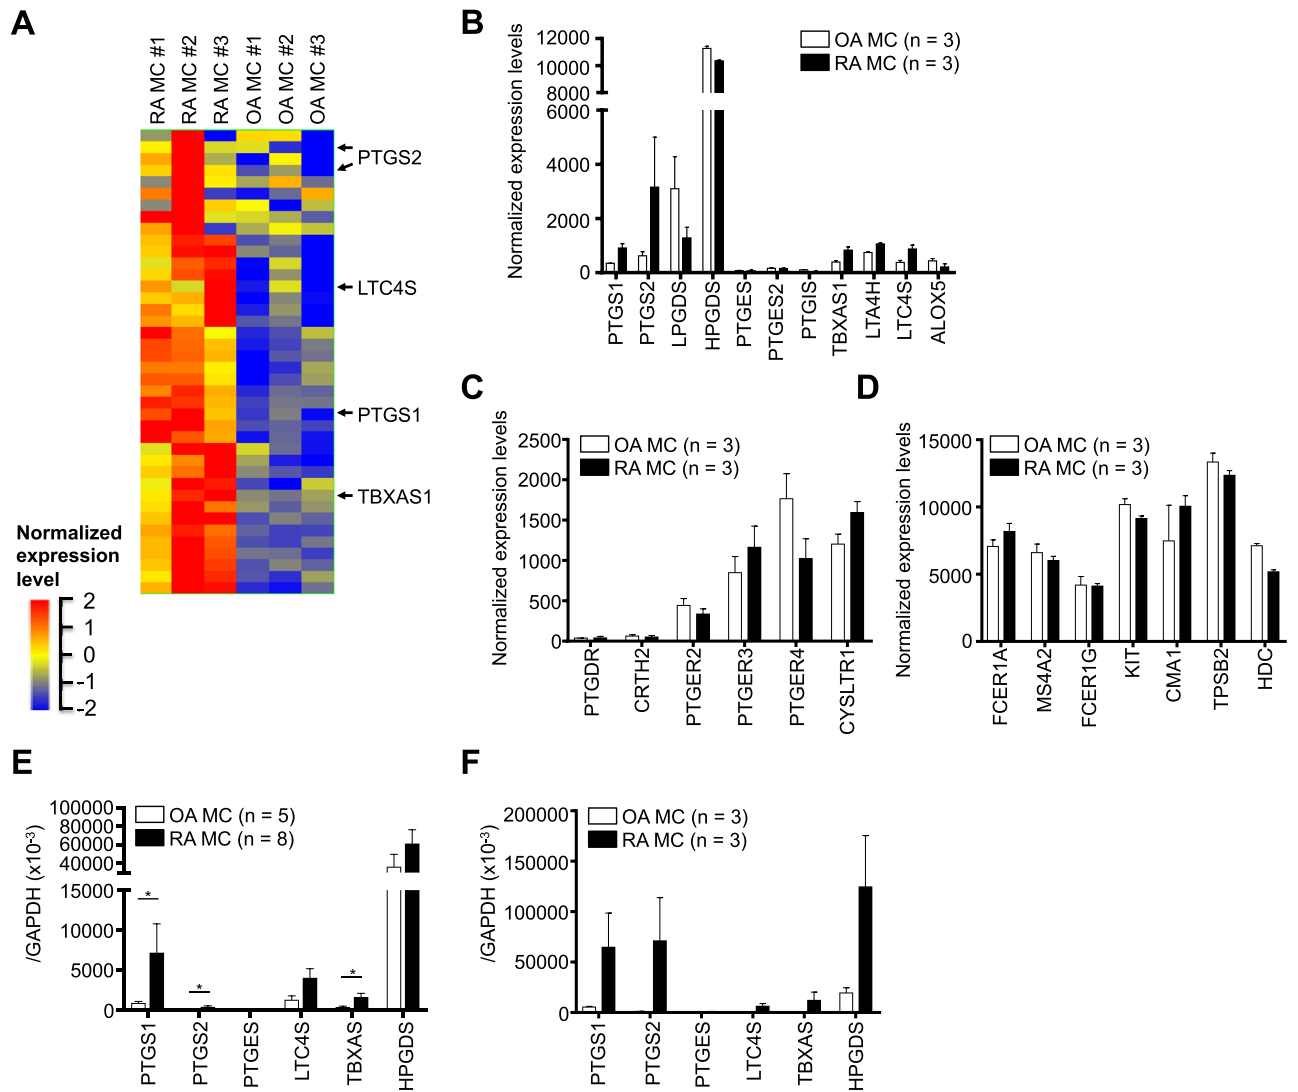 A
RA MC #1
RA MC #2
RA MC #3
OA MC #1
OA MC #2
OA MC #3
PTGS2
LTC4S
PTGS1
TBXAS1
Normalized
expression
level
2
1
0
-1
-2
B
Normalized expression levels
12000
10000
8000
6000
4000
2000
0
OA MC (n = 3)
RA MC (n = 3)
PTGS1
PTGS2
LPGDS
HPGDS
PTGES
PTGES2
PTGIS
TBXAS1
LTA4H
LTC4S
ALOX5
C
Normalized expression levels
2500
2000
1500
1000
500
0
OA MC (n = 3)
RA MC (n = 3)
PTGDR
CRTH2
PTGER2
PTGER3
PTGER4
CYSLTR1
D
Normalized expression levels
15000
10000
5000
0
OA MC (n = 3)
RA MC (n = 3)
FCER1A
MS4A2
FCER1G
KIT
CMA1
TPSB2
HDC
E
/GAPDH (x10⁻³)
100000
80000
60000
40000
15000
10000
5000
0
OA MC (n = 5)
RA MC (n = 8)
*
*
*
PTGS1
PTGS2
PTGES
LTC4S
TBXAS
HPGDS
F
/GAPDH (x10⁻³)
200000
150000
100000
50000
0
OA MC (n = 3)
RA MC (n = 3)
PTGS1
PTGS2
PTGES
LTC4S
TBXAS
HPGDS